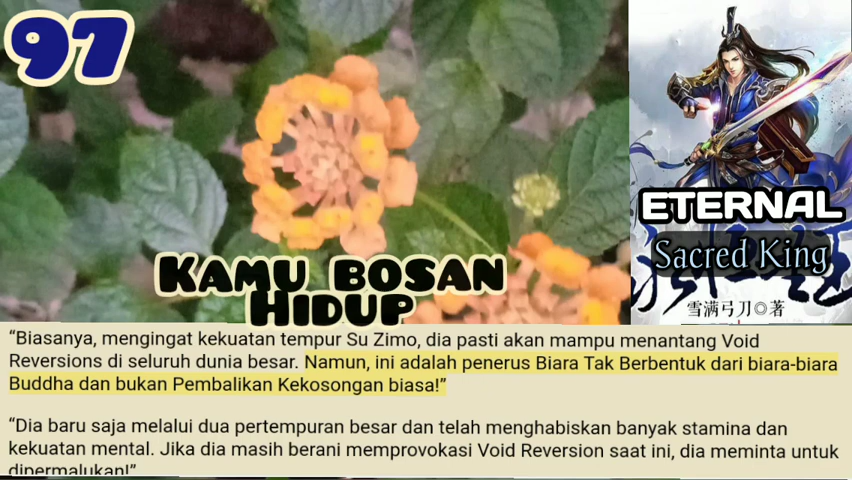 97
ETERNAL
Sacred King
雪满弓刀◎著
KAMU BOSAN
HIDUP
“Biasanya, mengingat kekuatan tempur Su Zimo, dia pasti akan mampu menantang Void
Reversions di seluruh dunia besar. Namun, ini adalah penerus Biara Tak Berbentuk dari biara-biara
Buddha dan bukan Pembalikan Kekosongan biasa!”
“Dia baru saja melalui dua pertempuran besar dan telah menghabiskan banyak stamina dan
kekuatan mental. Jika dia masih berani memprovokasi Void Reversion saat ini, dia meminta untuk
dipermalukan!”